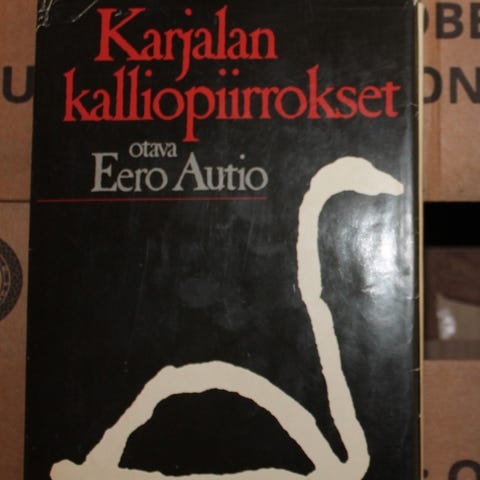 Karjalan
kalliopiirrokset
otava
Eero Autio